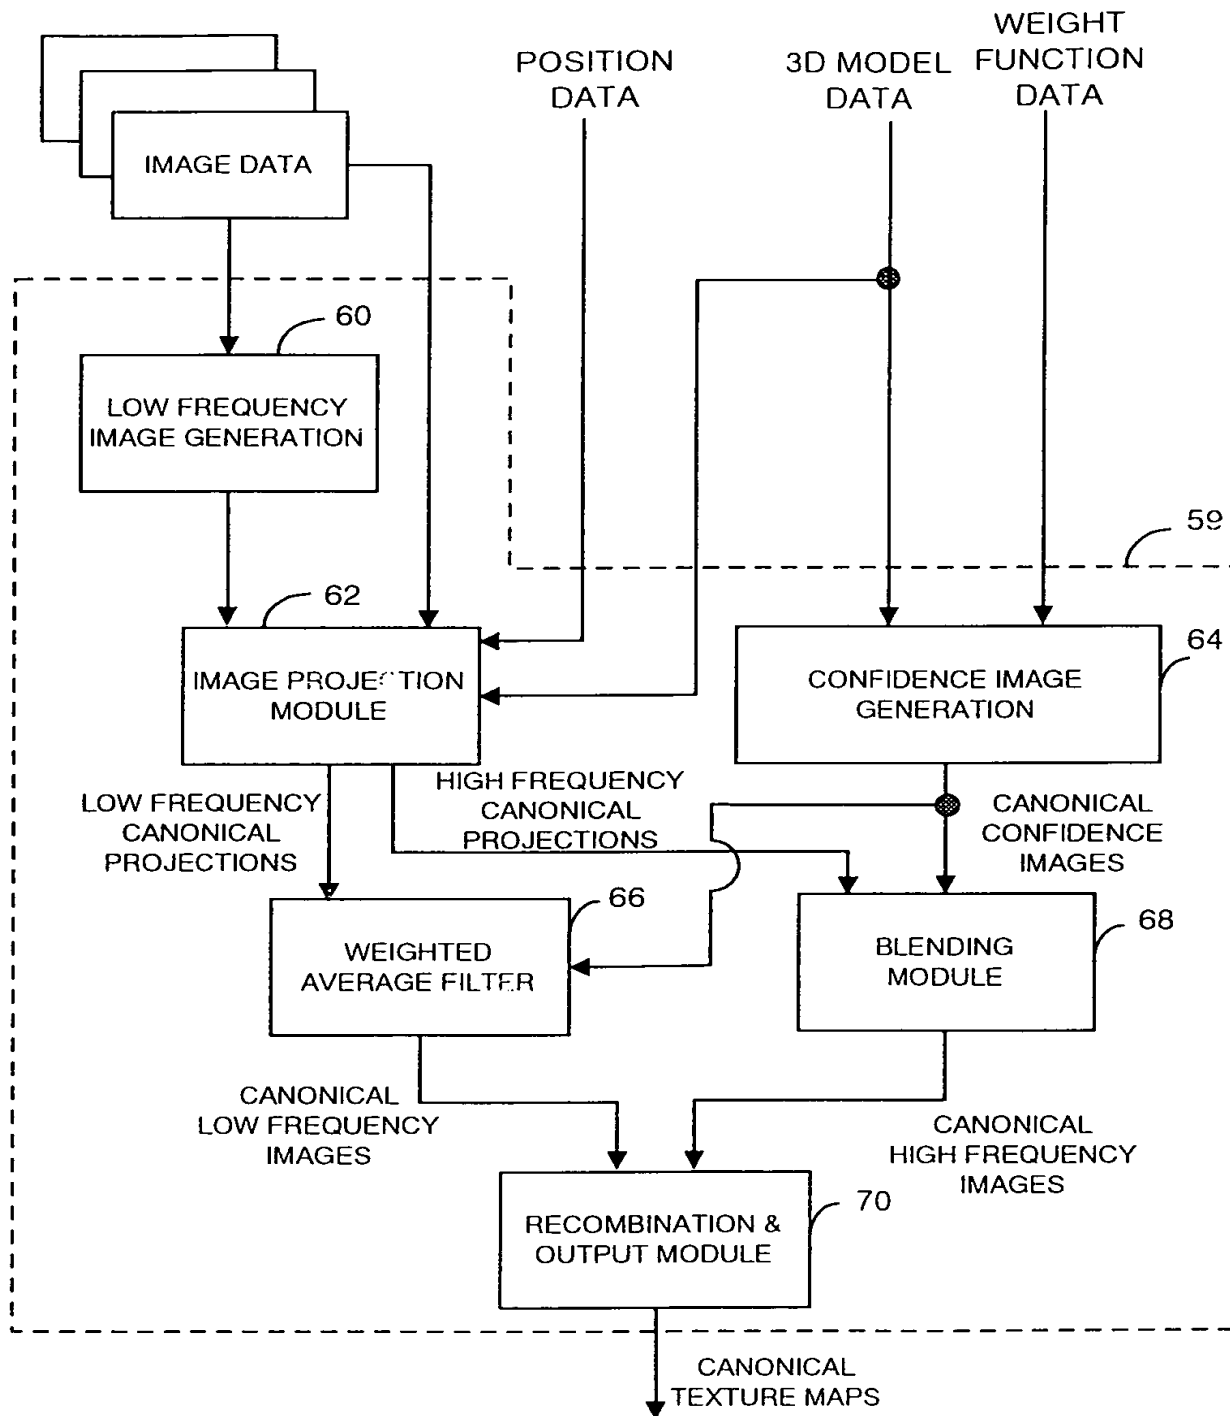 WEIGHT
FUNCTION
DATA
POSITION
DATA
3D MODEL
DATA
IMAGE DATA
60
LOW FREQUENCY
IMAGE GENERATION
59
62
IMAGE PROJECTION
MODULE
64
CONFIDENCE IMAGE
GENERATION
LOW FREQUENCY
CANONICAL
PROJECTIONS
HIGH FREQUENCY
CANONICAL
PROJECTIONS
CANONICAL
CONFIDENCE
IMAGES
66
WEIGHTED
AVERAGE FILTER
68
BLENDING
MODULE
CANONICAL
LOW FREQUENCY
IMAGES
CANONICAL
HIGH FREQUENCY
IMAGES
70
RECOMBINATION &
OUTPUT MODULE
CANONICAL
TEXTURE MAPS